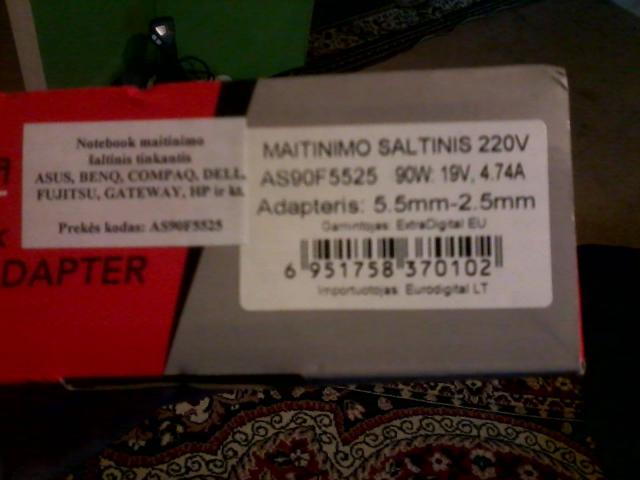 Notebook maitinimo
šaltinis tinkantis
ASUS, BENQ, COMPAQ, DELL,
FUJITSU, GATEWAY, HP ir kt.
Prekės kodas: AS90F5525
DAPTER
MAITINIMO SALTINIS 220V
AS90F5525 90W: 19V, 4.74A
Adapteris: 5.5mm-2.5mm
Gamintojas: ExtraDigital EU
6 951758 370102
Importuotojas: Eurodigital LT